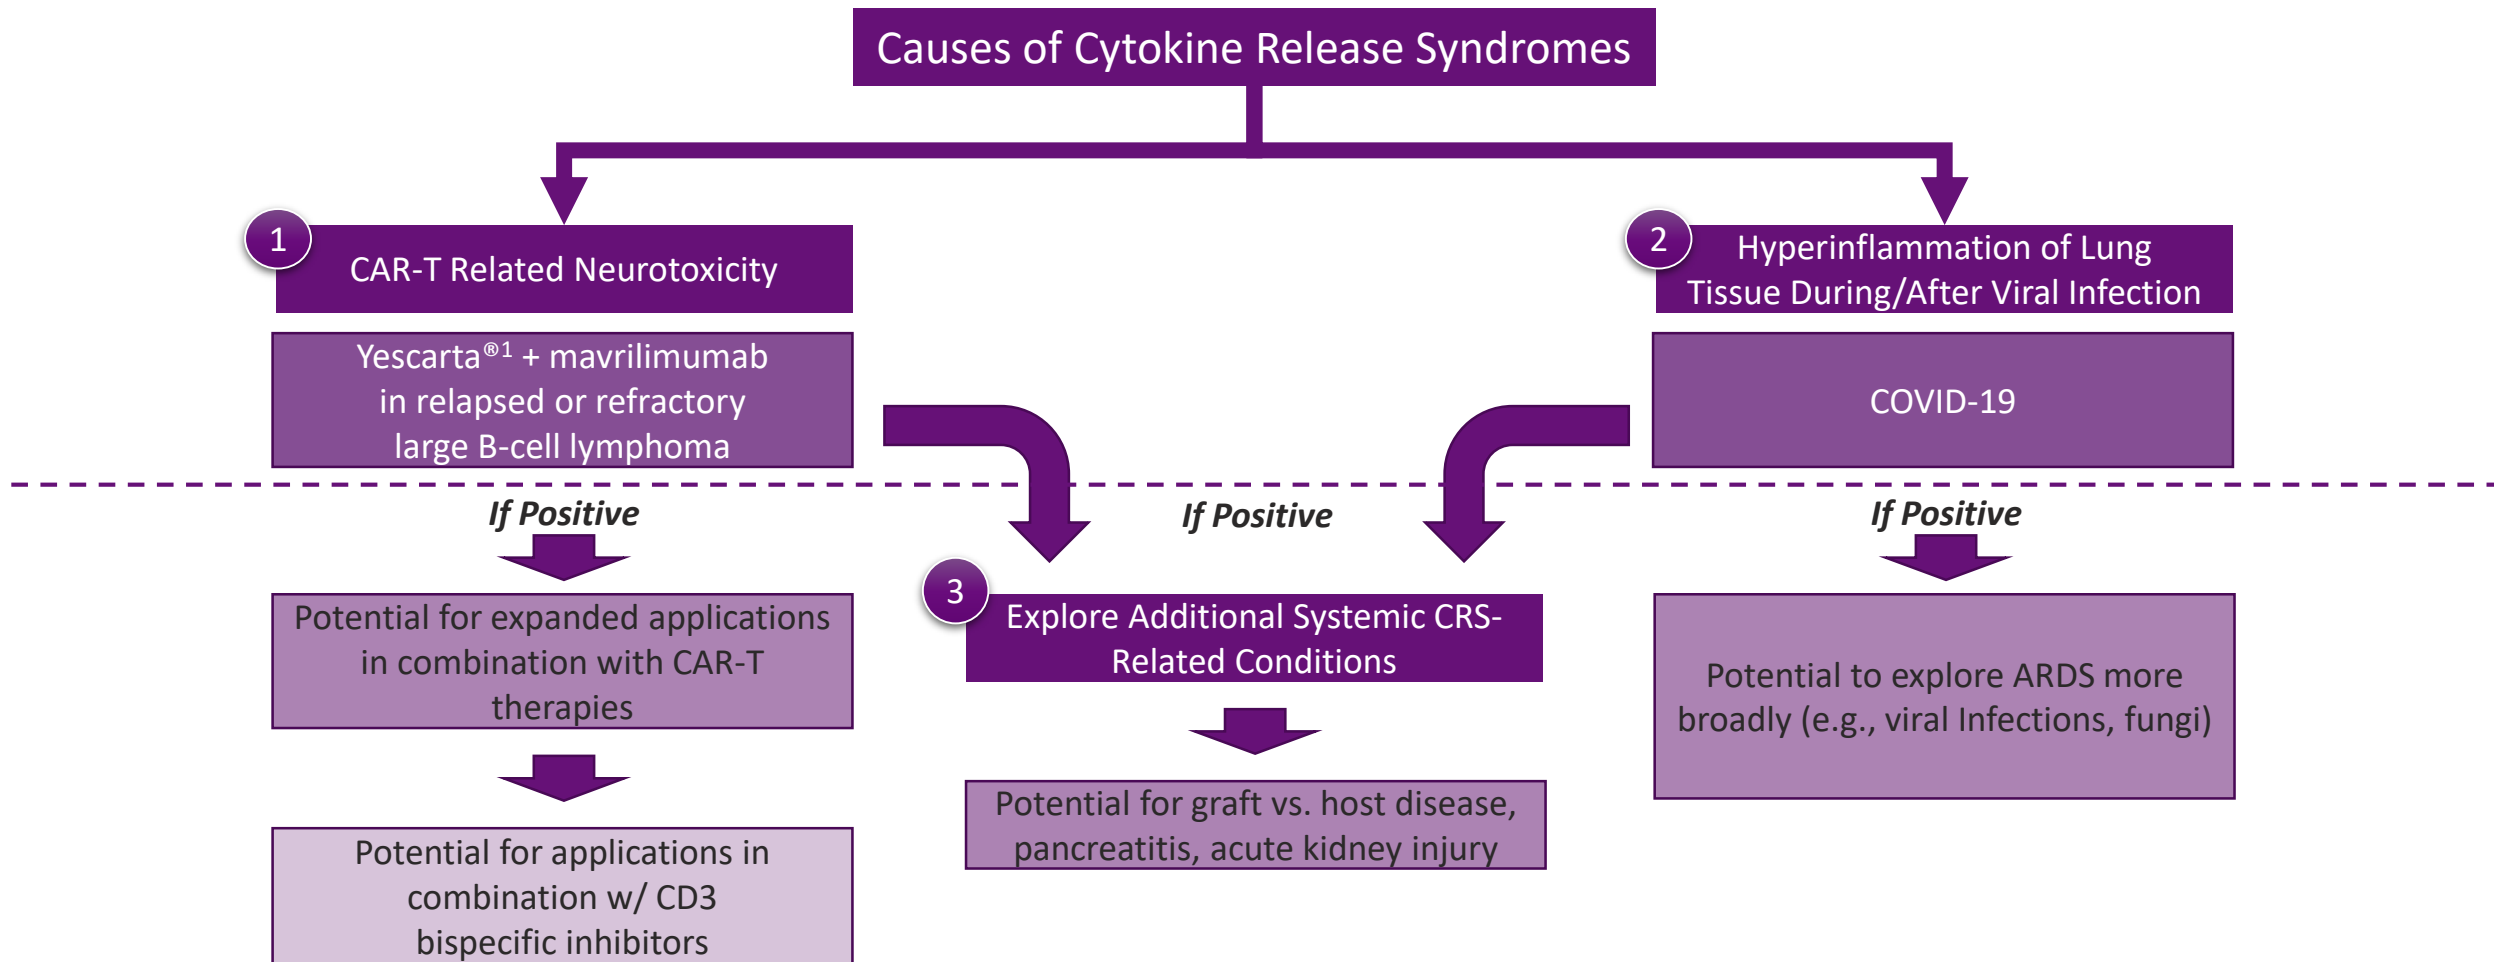 Causes of Cytokine Release Syndromes
1
CAR-T Related Neurotoxicity
Yescarta®1 + mavrilimumab
in relapsed or refractory
large B-cell lymphoma
2
Hyperinflammation of Lung
Tissue During/After Viral Infection
COVID-19
If Positive
Potential for expanded applications
in combination with CAR-T
therapies
Potential for applications in
combination w/ CD3
bispecific inhibitors
If Positive
3
Explore Additional Systemic CRS-
Related Conditions
Potential for graft vs. host disease,
pancreatitis, acute kidney injury
If Positive
Potential to explore ARDS more
broadly (e.g., viral Infections, fungi)